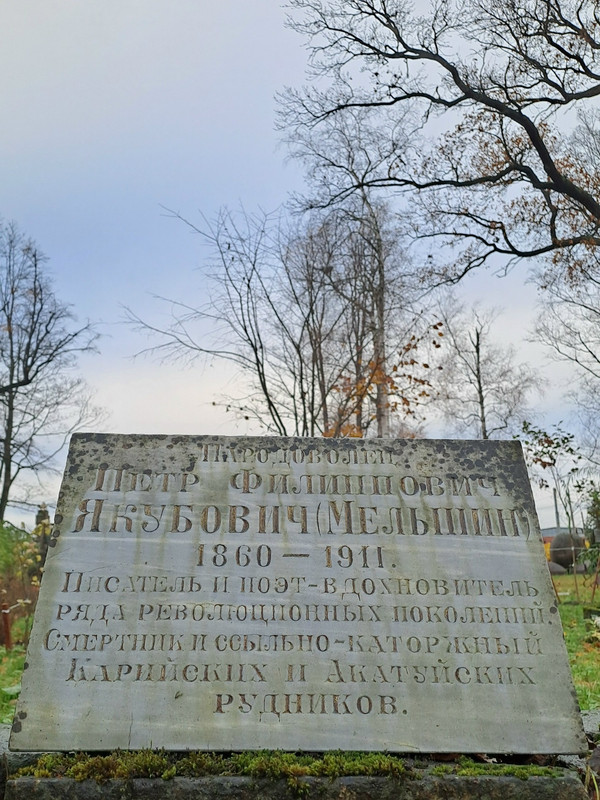 Народоволец
Петр Филиппович
Якубович (Мельшин)
1860 — 1911.
Писатель и поэт-вдохновитель
ряда революционных поколений.
Смертник и ссыльно-каторжный
Карийских и Акатуйских
рудников.